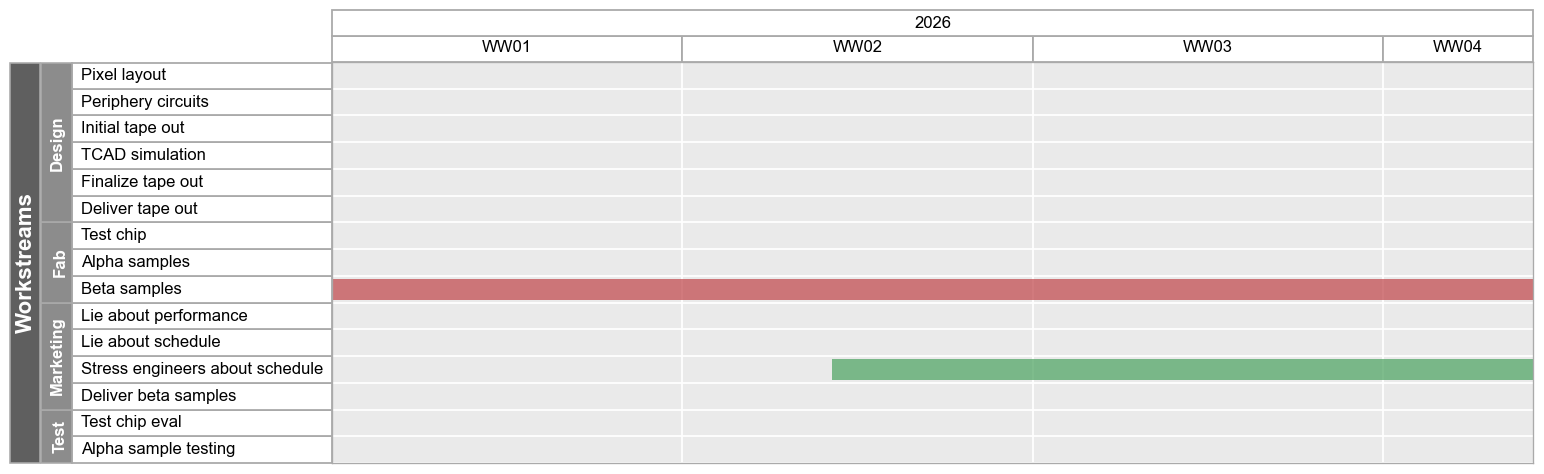 2026
WW01 WW02 WW03 WW04
Workstreams
Design
Pixel layout
Periphery circuits
Initial tape out
TCAD simulation
Finalize tape out
Deliver tape out
Fab
Test chip
Alpha samples
Beta samples
Marketing
Lie about performance
Lie about schedule
Stress engineers about schedule
Deliver beta samples
Test
Test chip eval
Alpha sample testing